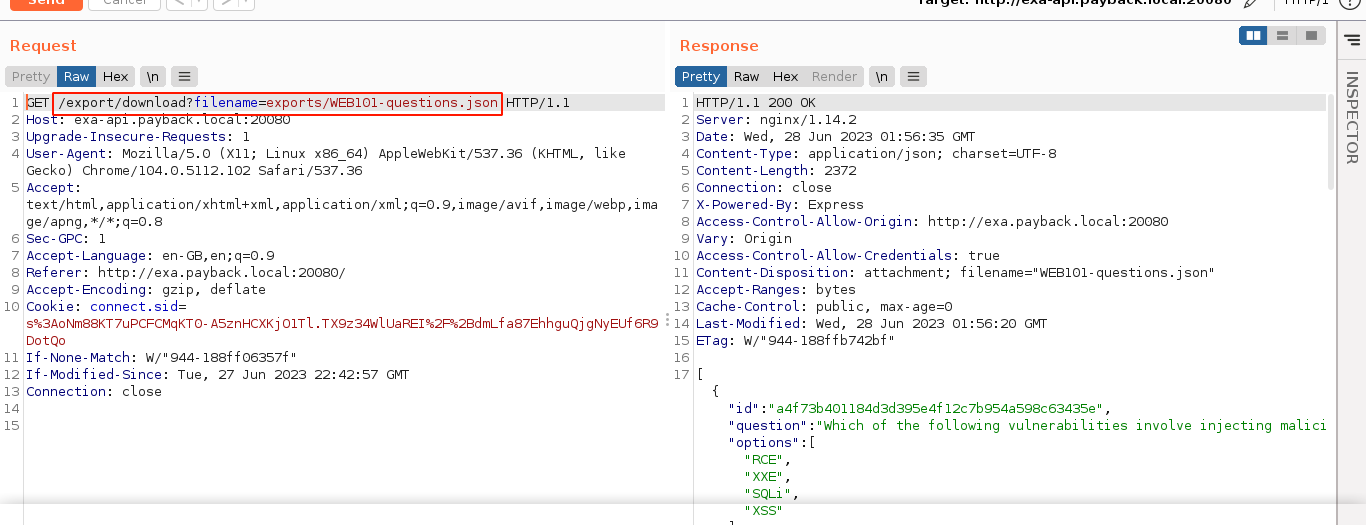 Send
Cancel
Target: http://exa-api.payback.local:20080
HTTP/1
Request
Pretty Raw Hex \n
1 GET /export/download?filename=exports/WEB101-questions.json HTTP/1.1
2 Host: exa-api.payback.local:20080
3 Upgrade-Insecure-Requests: 1
4 User-Agent: Mozilla/5.0 (X11; Linux x86_64) AppleWebKit/537.36 (KHTML, like
Gecko) Chrome/104.0.5112.102 Safari/537.36
5 Accept:
text/html,application/xhtml+xml,application/xml;q=0.9,image/avif,image/webp,ima
ge/apng,*/*;q=0.8
6 Sec-GPC: 1
7 Accept-Language: en-GB,en;q=0.9
8 Referer: http://exa.payback.local:20080/
9 Accept-Encoding: gzip, deflate
10 Cookie: connect.sid=
s%3AoNm88KT7uPCFCMqKT0-A5znHCXKjO1Tl.TX9z34WlUaREI%2F%2BdmLfa87EhhguQjgNyEUf6R9
DotQo
11 If-None-Match: W/"944-188ff06357f"
12 If-Modified-Since: Tue, 27 Jun 2023 22:42:57 GMT
13 Connection: close
14
15
Response
Pretty Raw Hex Render \n
1 HTTP/1.1 200 OK
2 Server: nginx/1.14.2
3 Date: Wed, 28 Jun 2023 01:56:35 GMT
4 Content-Type: application/json; charset=UTF-8
5 Content-Length: 2372
6 Connection: close
7 X-Powered-By: Express
8 Access-Control-Allow-Origin: http://exa.payback.local:20080
9 Vary: Origin
10 Access-Control-Allow-Credentials: true
11 Content-Disposition: attachment; filename="WEB101-questions.json"
12 Accept-Ranges: bytes
13 Cache-Control: public, max-age=0
14 Last-Modified: Wed, 28 Jun 2023 01:56:20 GMT
15 ETag: W/"944-188ffb742bf"
16
17 [
{
"id":"a4f73b401184d3d395e4f12c7b954a598c63435e",
"question":"Which of the following vulnerabilities involve injecting malici
"options":[
"RCE",
"XXE",
"SQLi",
"XSS"
INSPECTOR